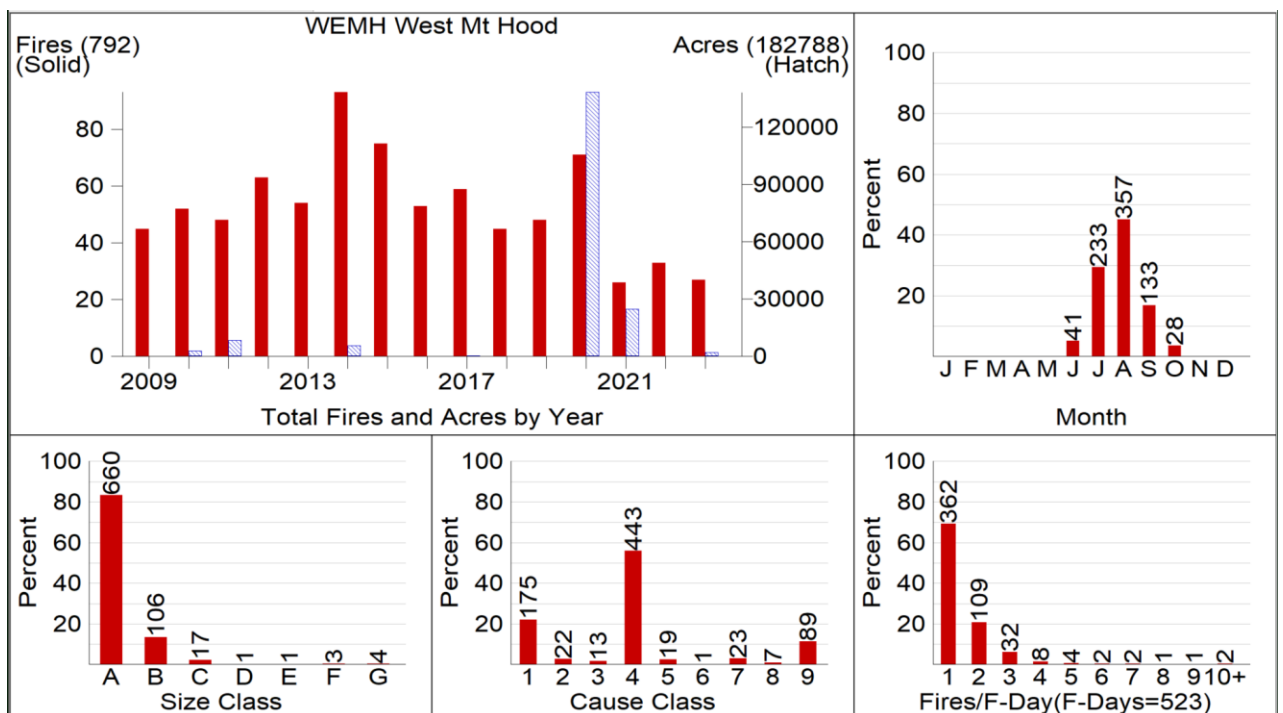 WEMH West Mt Hood
Fires (792)
(Solid)
Acres (182788)
(Hatch)
80
60
40
20
0
120000
90000
60000
30000
0
2009 2013 2017 2021
Total Fires and Acres by Year
Percent
100
80
60
40
20
41 233 357 133 28
J F M A M J J A S O N D
Month
Percent
100
80
60
40
20
660 106 17 1 1 3 4
A B C D E F G
Size Class
Percent
100
80
60
40
20
175 22 13 443 19 1 23 7 89
1 2 3 4 5 6 7 8 9
Cause Class
Percent
100
80
60
40
20
362 109 32 8 4 2 2 1 1 2
1 2 3 4 5 6 7 8 9 10+
Fires/F-Day(F-Days=523)